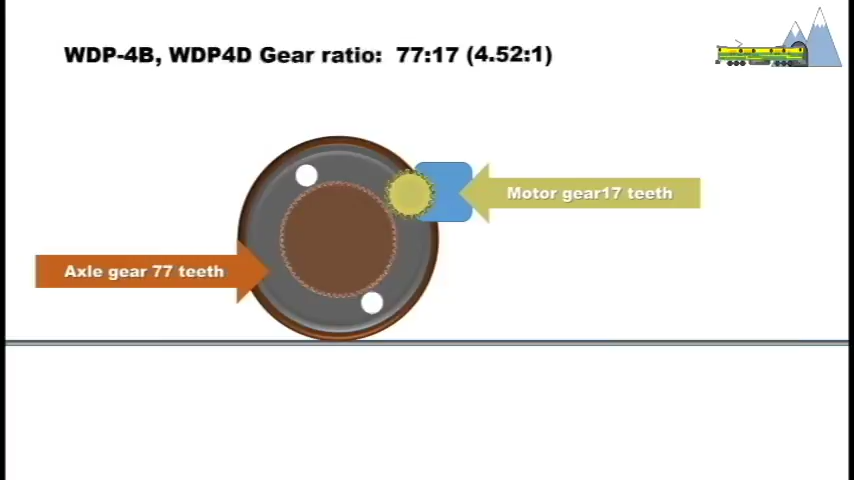 WDP-4B, WDP4D Gear ratio:  77:17 (4.52:1)
Motor gear17 teeth
Axle gear 77 teeth